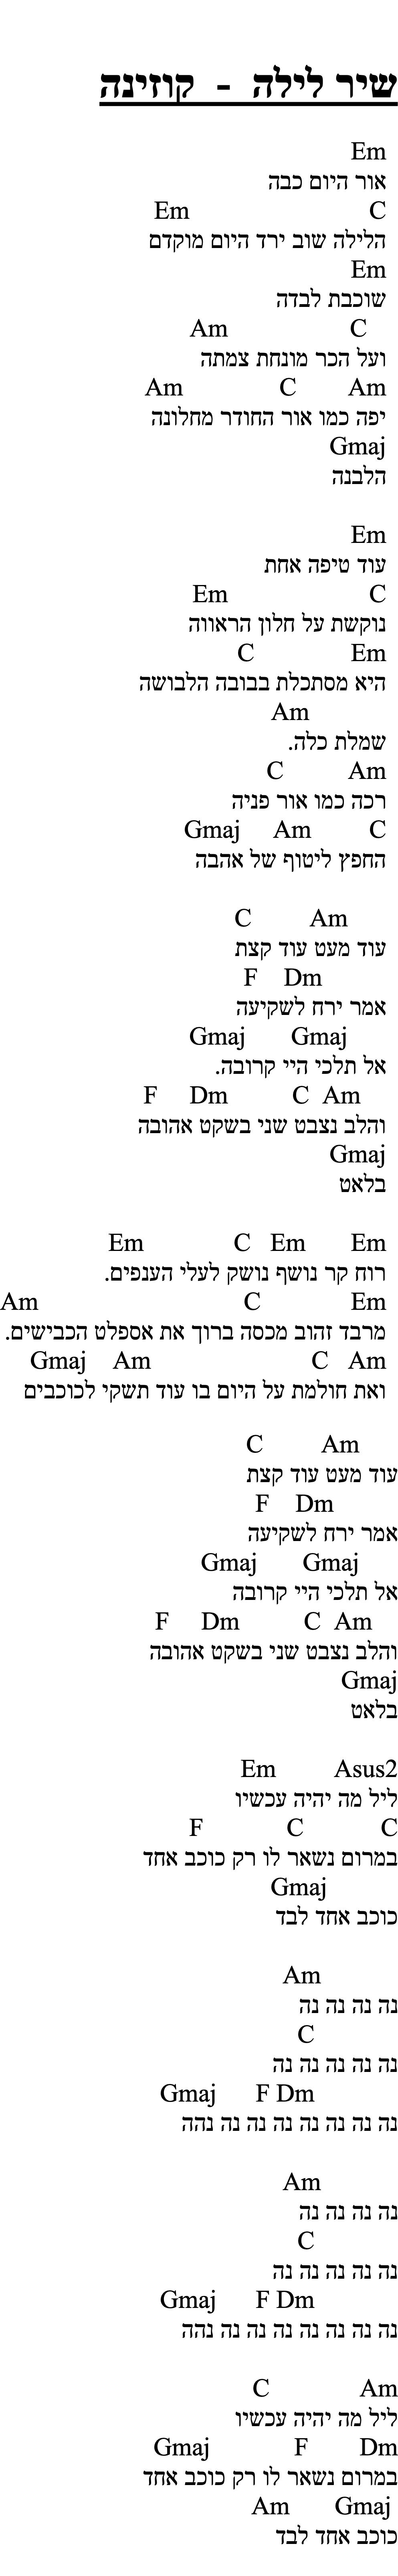 שיר לילה - קוזינה
Em
אור היום כבה
C Em
הלילה שוב ירד היום מוקדם
Em
שוכבת לבדה
C Am
ועל הכר מונחת צמתה
Am C Am
יפה כמו אור החודר מחלונה
Gmaj
הלבנה
Em
עוד טיפה אחת
C Em
נוקשת על חלון הראווה
Em C
היא מסתכלת בבובה הלבושה
Am
שמלת כלה.
Am C
רכה כמו אור פניה
C Am Gmaj
החפץ ליטוף של אהבה
Am C
עוד מעט עוד קצת
Dm F
אמר ירח לשקיעה
Gmaj Gmaj
אל תלכי היי קרובה.
Am C Dm F
והלב נצבט שני בשקט אהובה
Gmaj
בלאט
Em Em C Em
רוח קר נושף נושק לעלי הענפים.
Em C Am
מרבד זהוב מכסה ברוך את אספלט הכבישים.
Am C Am Gmaj
ואת חולמת על היום בו עוד תשקי לכוכבים
Am C
עוד מעט עוד קצת
Dm F
אמר ירח לשקיעה
Gmaj Gmaj
אל תלכי היי קרובה
Am C Dm F
והלב נצבט שני בשקט אהובה
Gmaj
בלאט
Asus2 Em
ליל מה יהיה עכשיו
C C F
במרום נשאר לו רק כוכב אחד
Gmaj
כוכב אחד לבד
Am
נה נה נה נה
C
נה נה נה נה נה
Dm F Gmaj
נה נה נה נה נה נה נה נהה
Am
נה נה נה נה
C
נה נה נה נה נה
Dm F Gmaj
נה נה נה נה נה נה נה נהה
Am C
ליל מה יהיה עכשיו
Dm F Gmaj
במרום נשאר לו רק כוכב אחד
Gmaj Am
כוכב אחד לבד